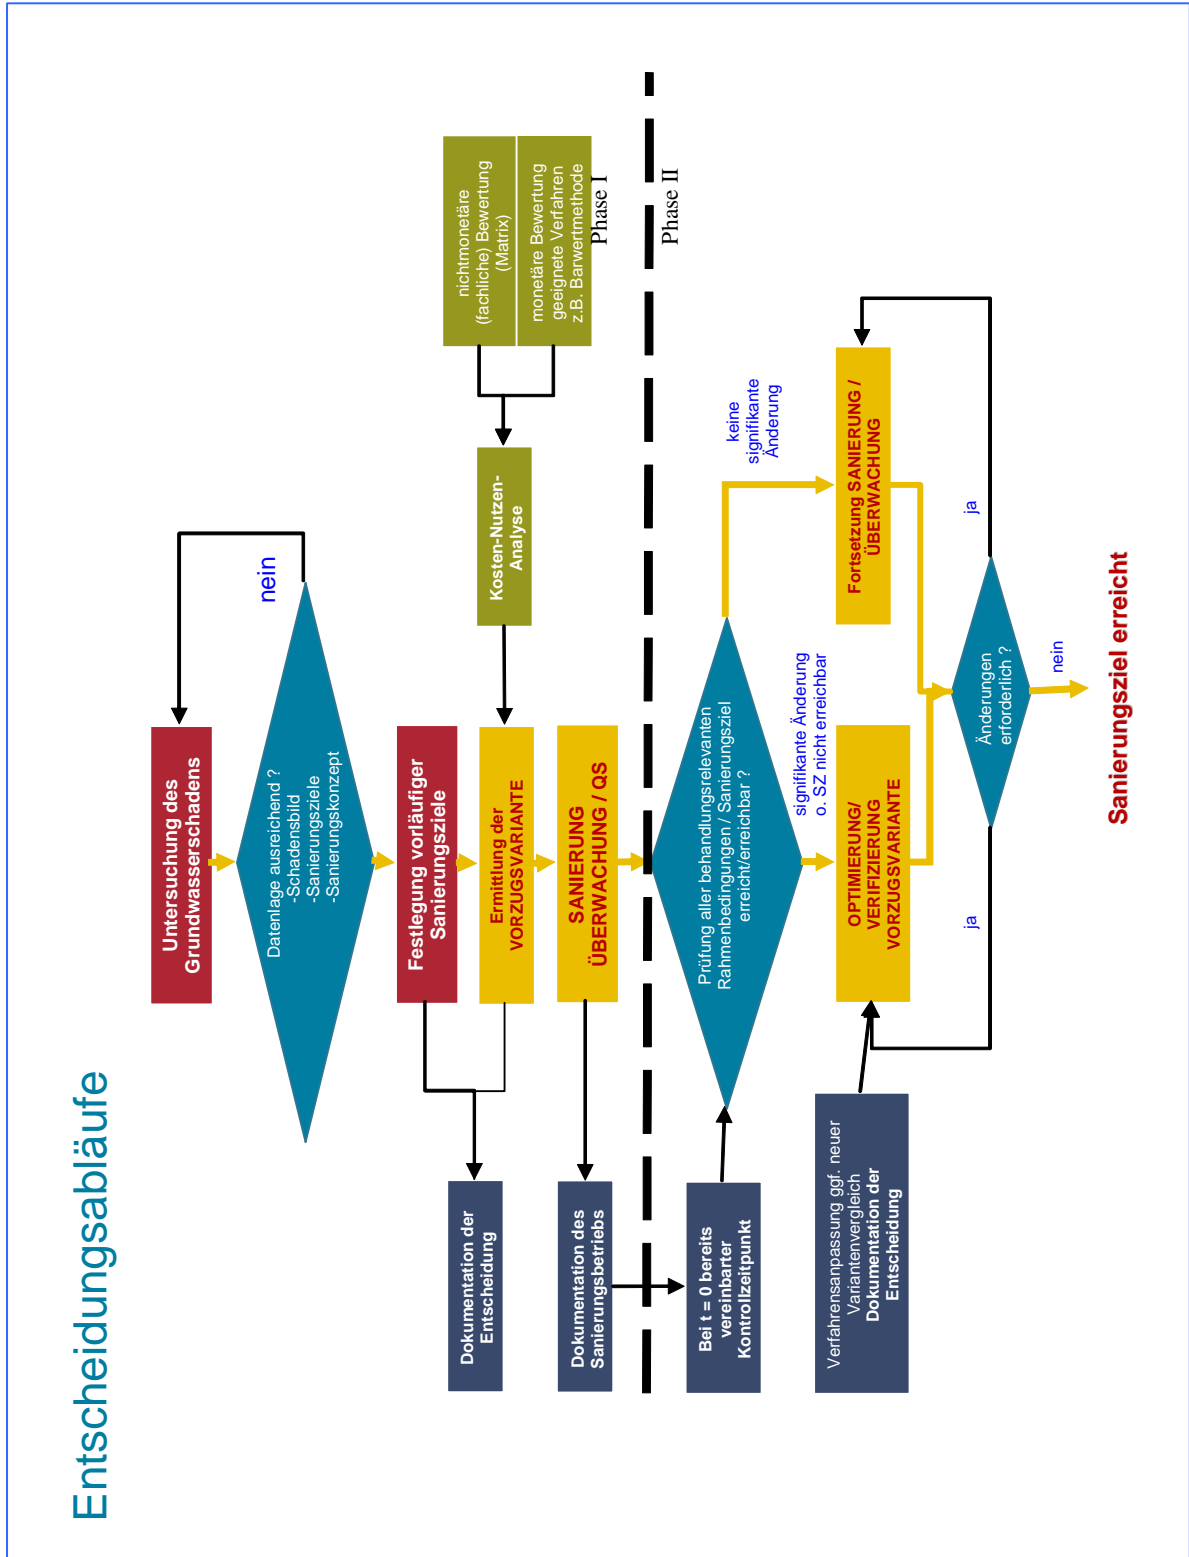 Entscheidungsabläufe
Untersuchung des
Grundwasserschadens
nein
Datenlage ausreichend ?
-Schadensbild
-Sanierungsziele
-Sanierungskonzept
Festlegung vorläufiger
Sanierungsziele
Ermittlung der
VORZUGSVARIANTE
Kosten-Nutzen-
Analyse
nichtmonetäre
(fachliche) Bewertung
(Matrix)
monetäre Bewertung
geeignete Verfahren
z.B. Barwertmethode
Dokumentation der
Entscheidung
SANIERUNG
ÜBERWACHUNG / QS
Dokumentation des
Sanierungsbetriebs
Phase I
Phase II
Bei t = 0 bereits
vereinbarter
Kontrollzeitpunkt
Prüfung aller behandlungsrelevanten
Rahmenbedingungen / Sanierungsziel
erreicht/erreichbar ?
keine
signifikante
Änderung
signifikante Änderung
o. SZ nicht erreichbar
Verfahrensanpassung ggf. neuer
Variantenvergleich
Dokumentation der
Entscheidung
OPTIMIERUNG/
VERIFIZIERUNG
VORZUGSVARIANTE
Fortsetzung SANIERUNG /
ÜBERWACHUNG
ja
Änderungen
erforderlich ?
ja
nein
Sanierungsziel erreicht